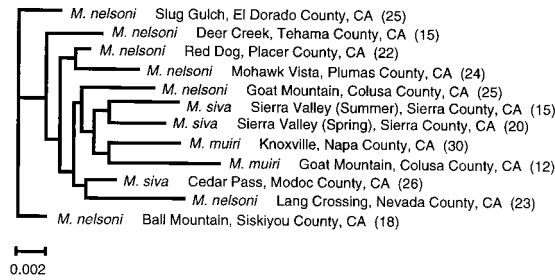 M. nelsoni Slug Gulch, El Dorado County, CA (25)
M. nelsoni Deer Creek, Tehama County, CA (15)
M. nelsoni Red Dog, Placer County, CA (22)
M. nelsoni Mohawk Vista, Plumas County, CA (24)
M. nelsoni Goat Mountain, Colusa County, CA (25)
M. siva Sierra Valley (Summer), Sierra County, CA (15)
M. siva Sierra Valley (Spring), Sierra County, CA (20)
M. muiri Knoxville, Napa County, CA (30)
M. muiri Goat Mountain, Colusa County, CA (12)
M. siva Cedar Pass, Modoc County, CA (26)
M. nelsoni Lang Crossing, Nevada County, CA (23)
M. nelsoni Ball Mountain, Siskiyou County, CA (18)
0.002